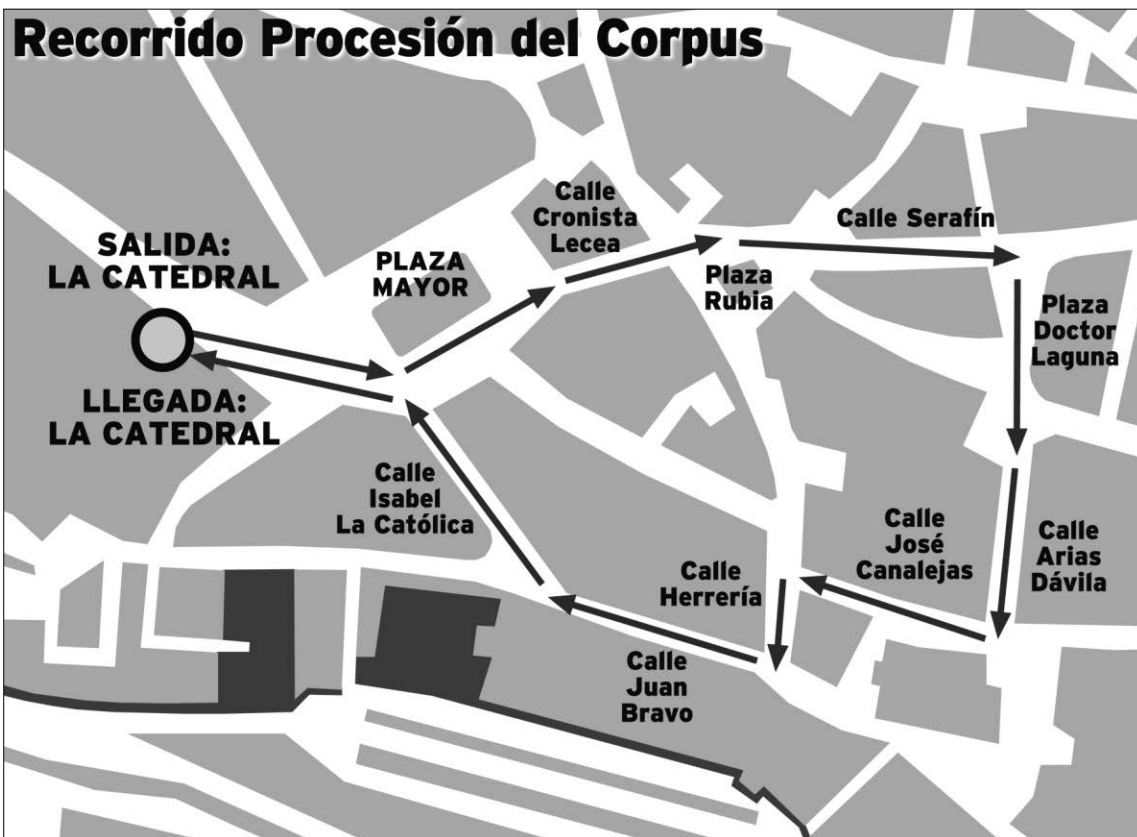 Recorrido Procesión del Corpus
SALIDA:
LA CATEDRAL
LLEGADA:
LA CATEDRAL
PLAZA
MAYOR
Calle
Cronista
Lecea
Plaza
Rubia
Calle Serafín
Plaza
Doctor
Laguna
Calle
Arias
Dávila
Calle
José
Canalejas
Calle
Herrería
Calle
Juan
Bravo
Calle
Isabel
La Católica